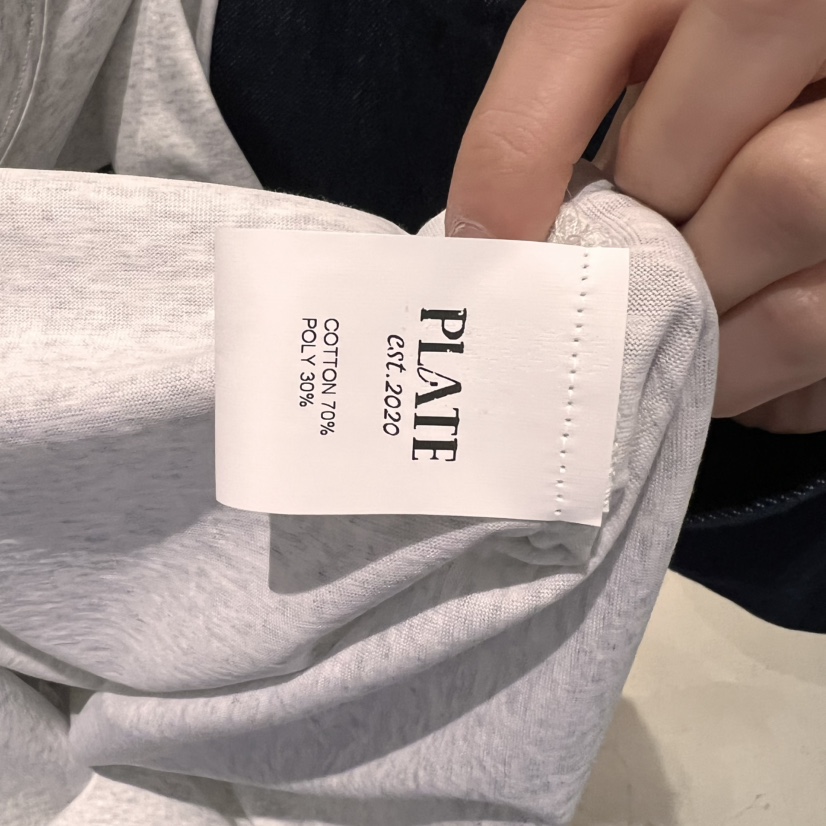 PLATE
est.2020
COTTON 70%
POLY 30%